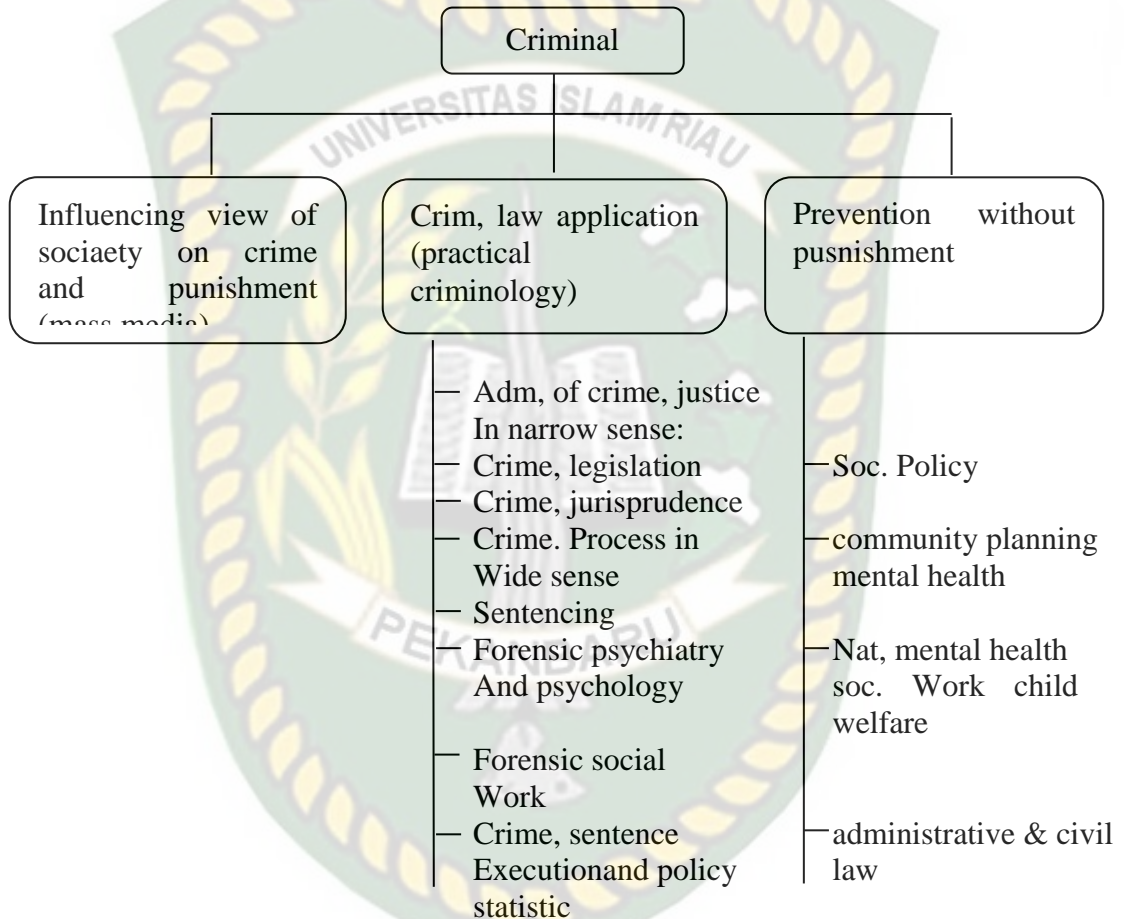 Criminal
UNIVERSITAS ISLAM RIAU
Influencing view of
sociaety on crime
and punishment
(mass media)
Crim, law application
(practical
criminology)
Prevention without
pusnishment
Adm, of crime, justice
In narrow sense:
Crime, legislation
Crime, jurisprudence
Crime. Process in
Wide sense
Sentencing
Forensic psychiatry
And psychology
Forensic social
Work
Crime, sentence
Executionand policy
statistic
Soc. Policy
community planning
mental health
Nat, mental health
soc. Work child
welfare
administrative & civil
law
PEKANBARU